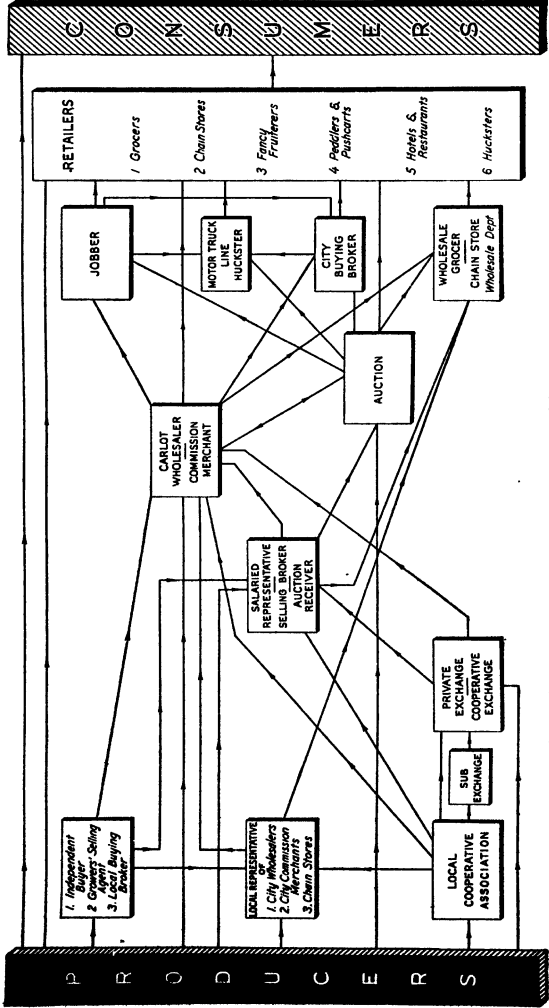 CONSUMERS
RETAILERS
1 Grocers
2 Chain Stores
3 Fancy
Fruiterers
4 Peddlers &
Pushcarts
5 Hotels &
Restaurants
6 Hucksters
JOBBER
MOTOR TRUCK
LINE
HUCKSTER
CITY
BUYING
BROKER
WHOLESALE
GROCER
CHAIN STORE
Wholesale Dept
AUCTION
CARLOT
WHOLESALER
COMMISSION
MERCHANT
SALARIED
REPRESENTATIVE
SELLING BROKER
AUCTION
RECEIVER
PRIVATE
EXCHANGE
COOPERATIVE
EXCHANGE
SUB
EXCHANGE
1. Independent
Buyer
2 Growers' Selling
Agent
3. Local Buying
Broker
LOCAL REPRESENTATIVE
OF
1. City Wholesalers
2. City Commission
Merchants
3. Chain Stores
LOCAL
COOPERATIVE
ASSOCIATION
PRODUCERS